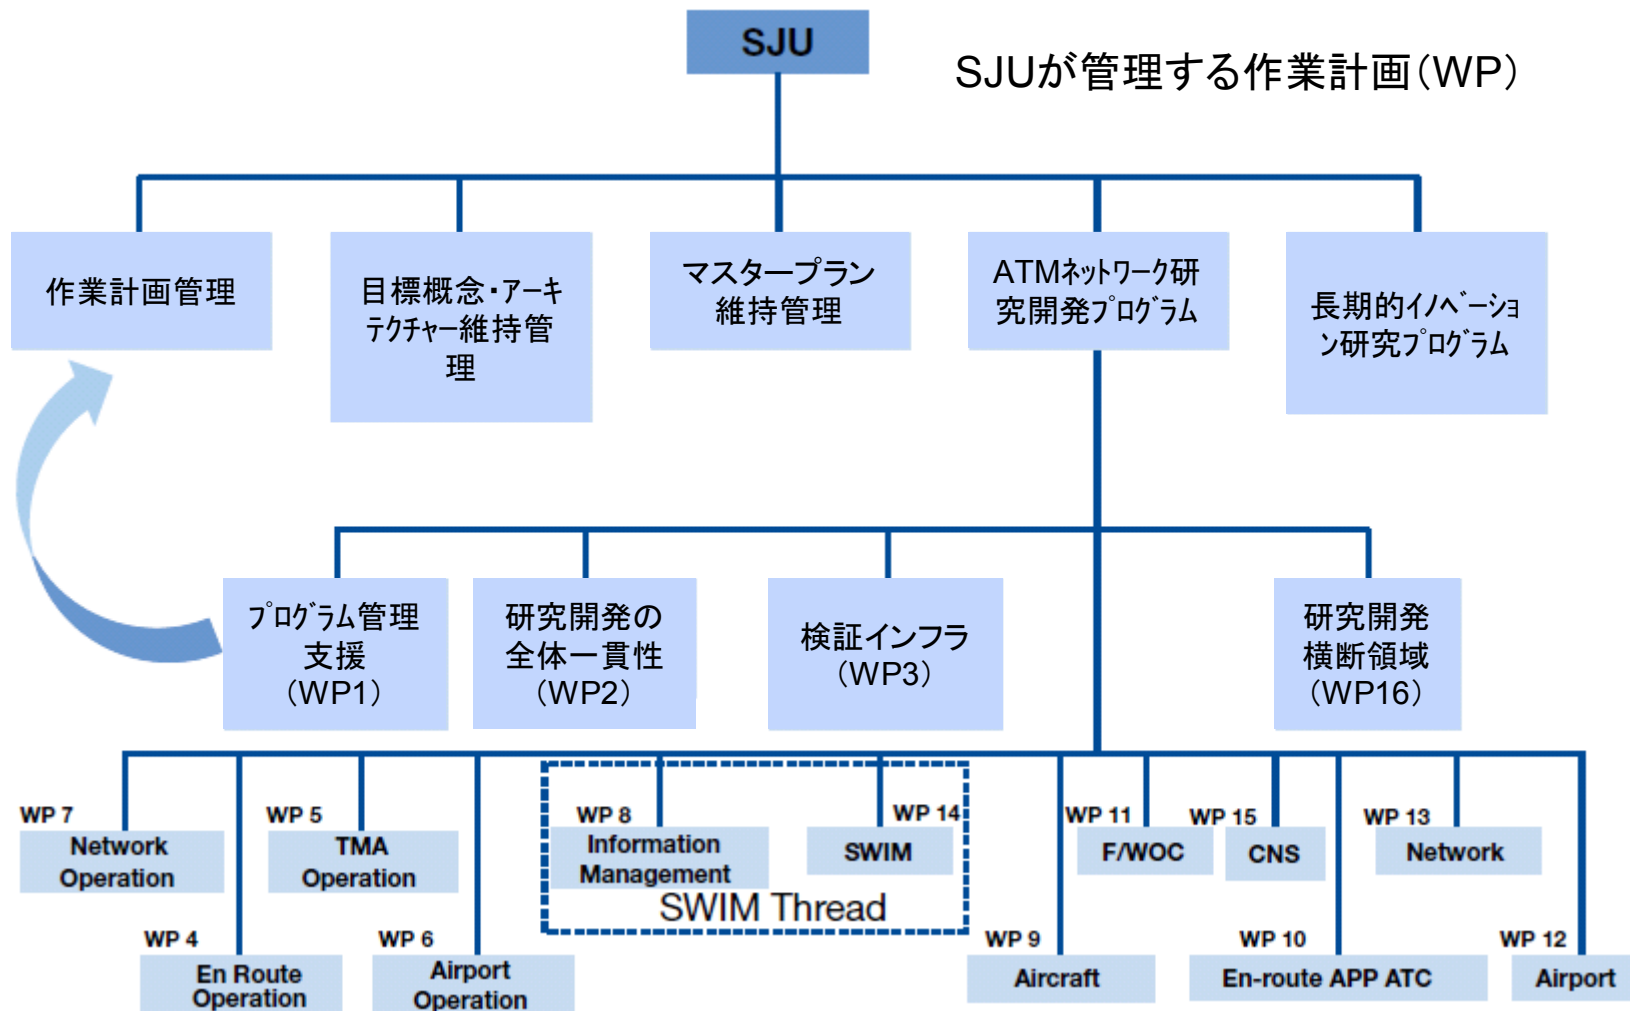 SJU
SJUが管理する作業計画（WP）
作業計画管理
目標概念・アーキ
テクチャー維持管
理
マスタープラン
維持管理
ATMネットワーク研
究開発プログラム
長期的イノベーショ
ン研究プログラム
プログラム管理
支援
（WP1）
研究開発の
全体一貫性
（WP2）
検証インフラ
（WP3）
研究開発
横断領域
（WP16）
WP 7
Network
Operation
WP 5
TMA
Operation
WP 8
Information
Management
WP 14
SWIM
SWIM Thread
WP 11
F/WOC
WP 15
CNS
WP 13
Network
WP 4
En Route
Operation
WP 6
Airport
Operation
WP 9
Aircraft
WP 10
En-route APP ATC
WP 12
Airport